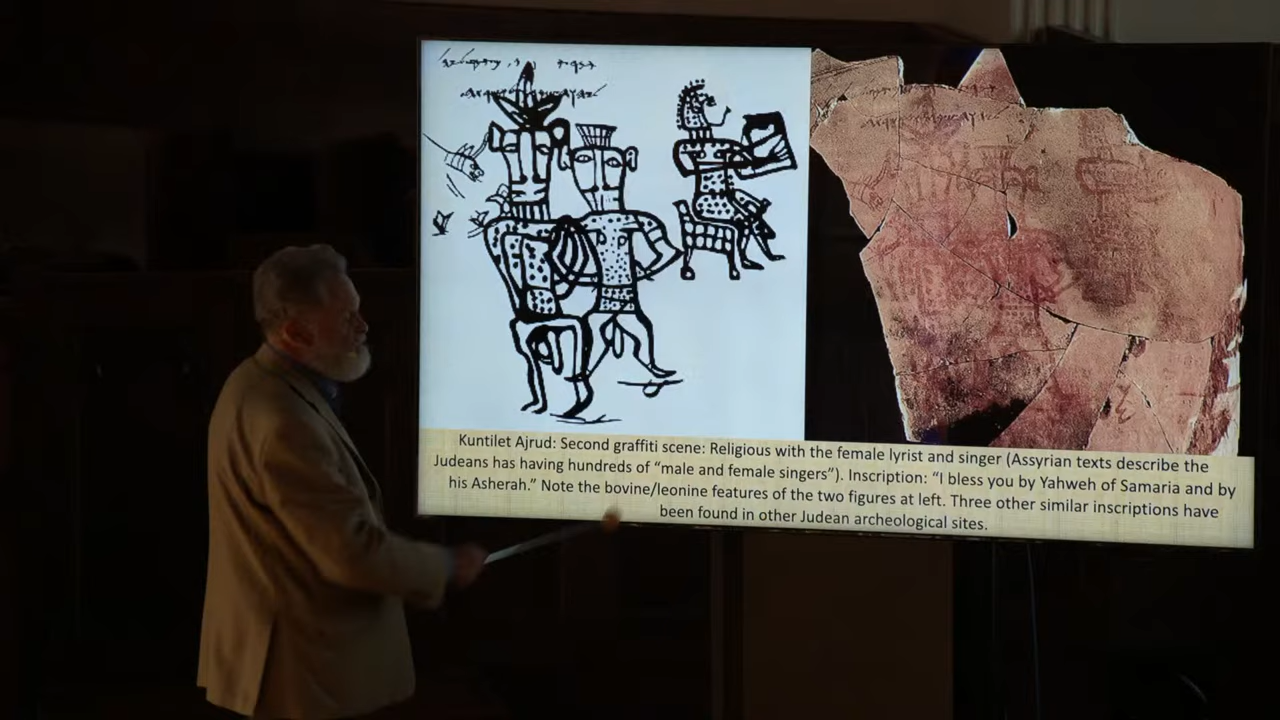 Kuntilet Ajrud: Second graffiti scene: Religious with the female lyrist and singer (Assyrian texts describe the
Judeans has having hundreds of “male and female singers”). Inscription: “I bless you by Yahweh of Samaria and by
his Asherah.” Note the bovine/leonine features of the two figures at left. Three other similar inscriptions have
been found in other Judean archeological sites.